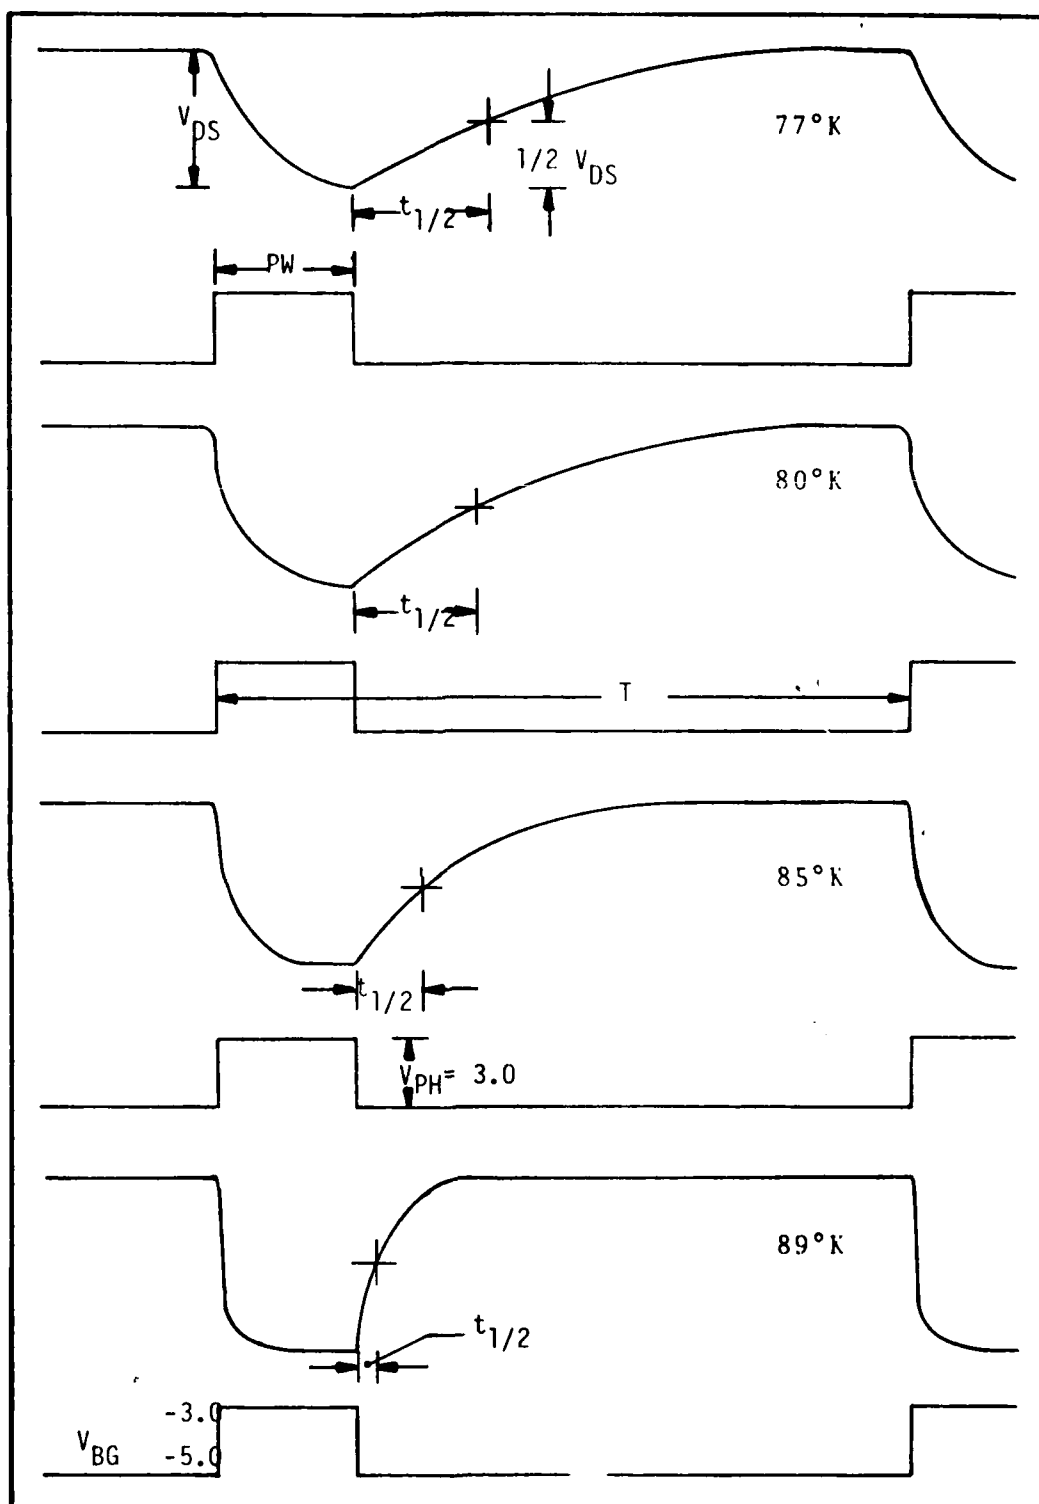 V_DS
77°K
1/2 V_DS
t_1/2
PW
80°K
t_1/2
T
85°K
t_1/2
V_PH= 3.0
89°K
t_1/2
-3.0
V_BG
-5.0